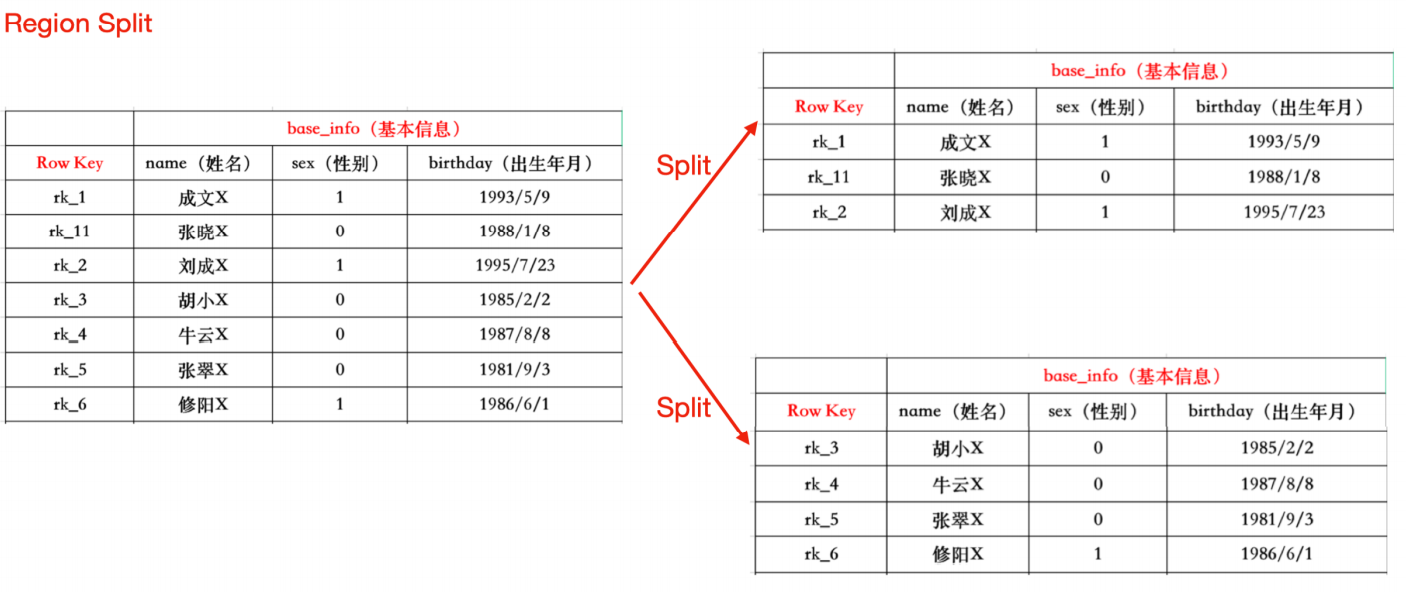 Region Split
base_info（基本信息）
Row Key name（姓名） sex（性别） birthday（出生年月）
rk_1 成文X 1 1993/5/9
rk_11 张晓X 0 1988/1/8
rk_2 刘成X 1 1995/7/23
rk_3 胡小X 0 1985/2/2
rk_4 牛云X 0 1987/8/8
rk_5 张翠X 0 1981/9/3
rk_6 修阳X 1 1986/6/1
Split
Split
base_info（基本信息）
Row Key name（姓名） sex（性别） birthday（出生年月）
rk_1 成文X 1 1993/5/9
rk_11 张晓X 0 1988/1/8
rk_2 刘成X 1 1995/7/23
base_info（基本信息）
Row Key name（姓名） sex（性别） birthday（出生年月）
rk_3 胡小X 0 1985/2/2
rk_4 牛云X 0 1987/8/8
rk_5 张翠X 0 1981/9/3
rk_6 修阳X 1 1986/6/1